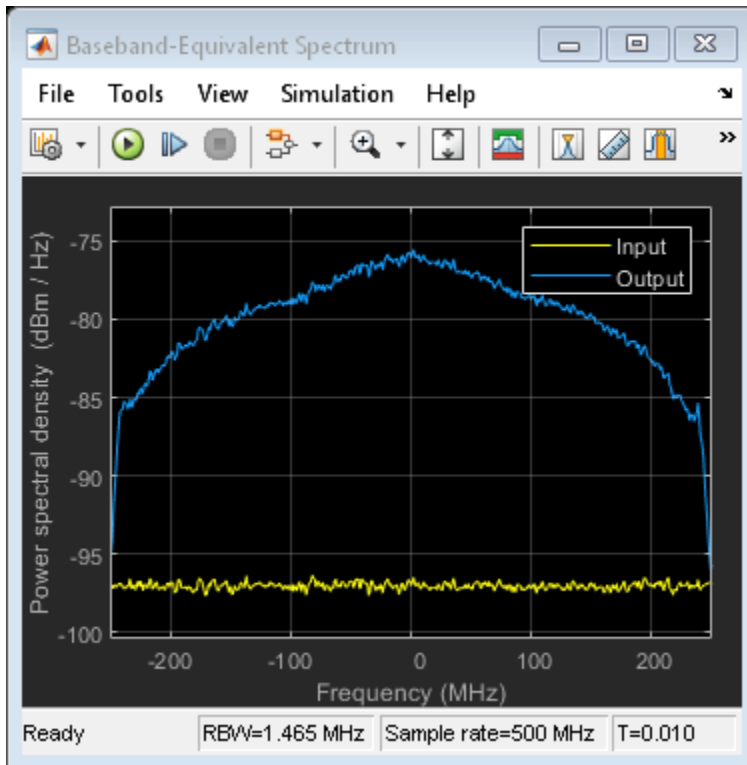 Baseband-Equivalent Spectrum
File Tools View Simulation Help
Input
Output
Power spectral density (dBm / Hz)
-75
-80
-85
-90
-95
-100
-200 -100 0 100 200
Frequency (MHz)
Ready RBW=1.465 MHz Sample rate=500 MHz T=0.010